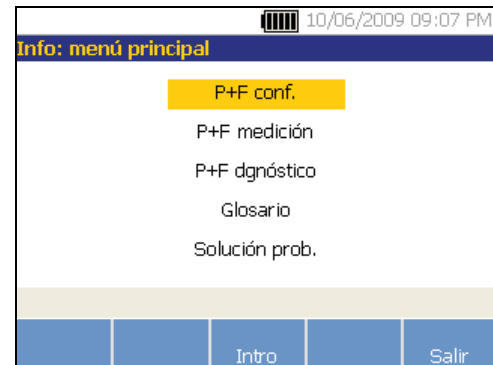 10/06/2009 09:07 PM
Info: menú principal
P+F conf.
P+F medición
P+F dgnóstico
Glosario
Solución prob.
Intro Salir